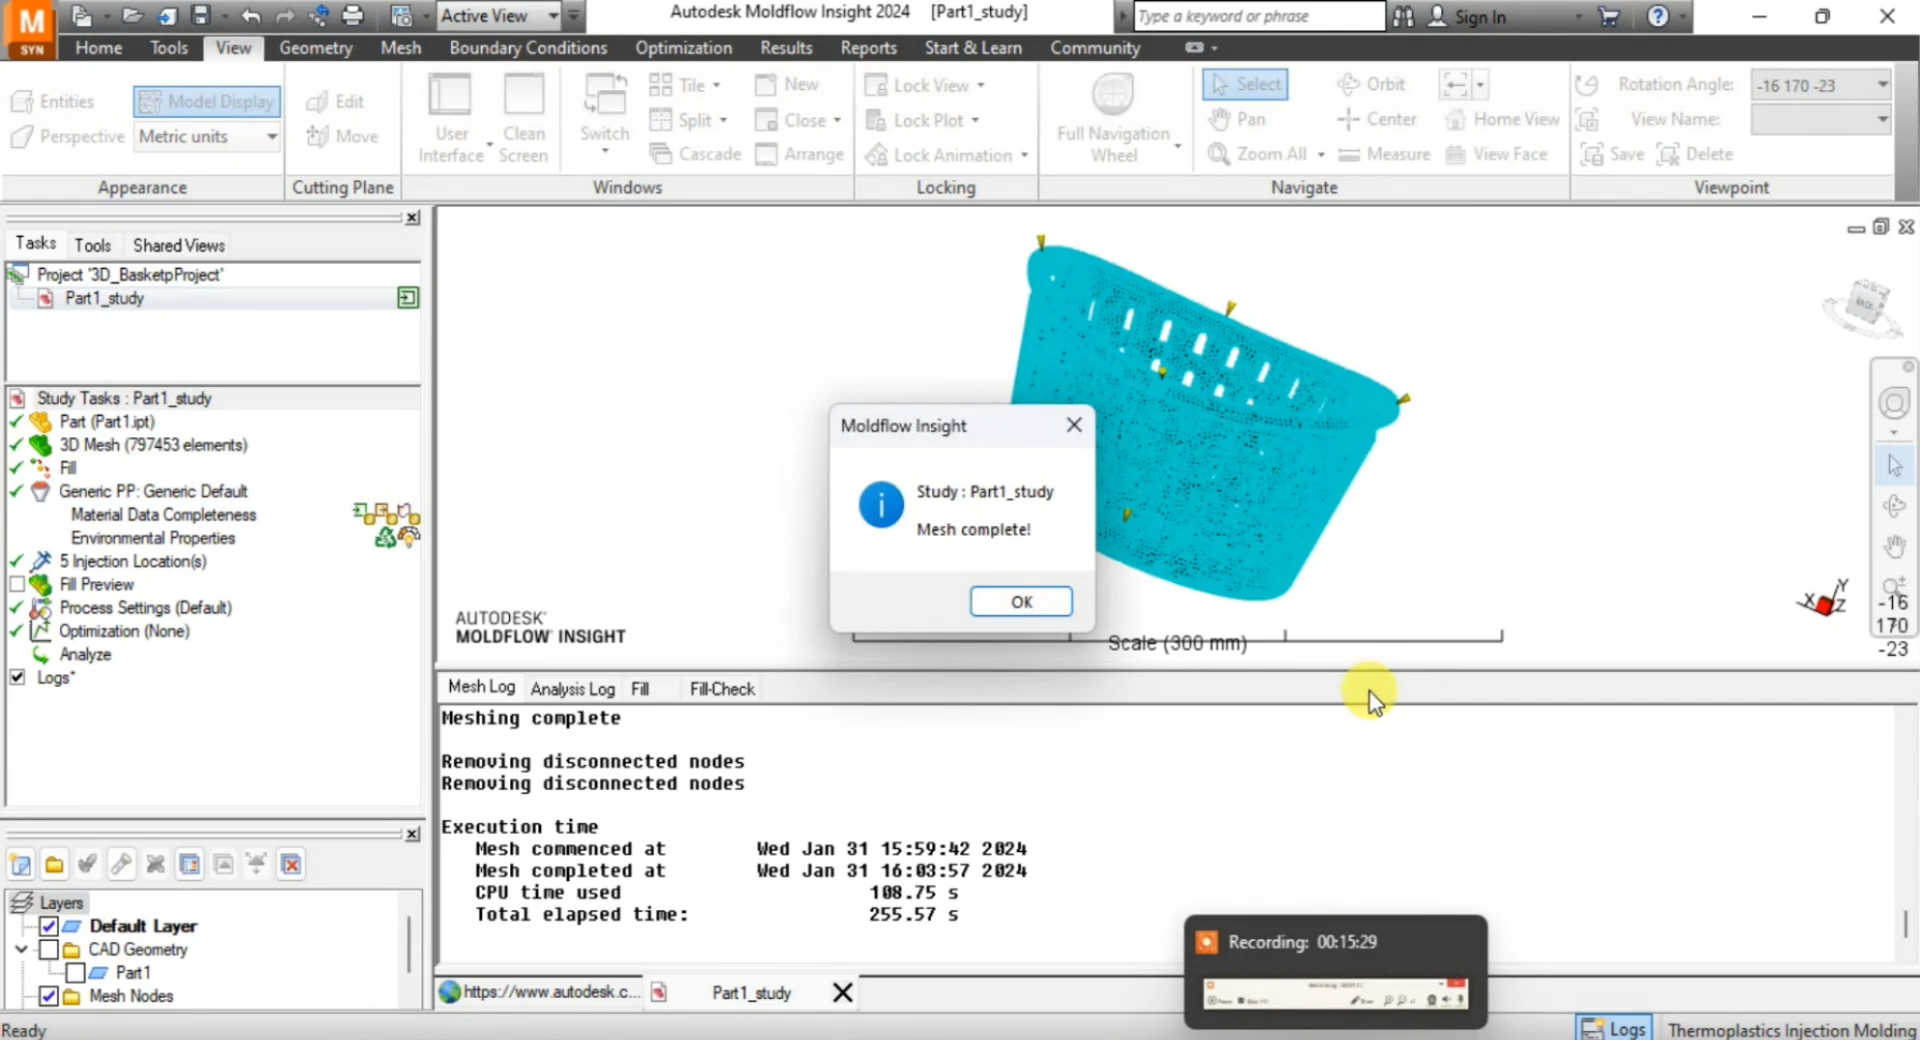 M
SYN
Active View
Autodesk Moldflow Insight 2024 [Part1_study]
Type a keyword or phrase
Sign In
Home Tools View Geometry Mesh Boundary Conditions Optimization Results Reports Start & Learn Community
Entities
Model Display
Perspective
Metric units
Appearance
Edit
Move
Cutting Plane
User Interface
Clean Screen
Switch
Tile
Split
Cascade
New
Close
Arrange
Windows
Lock View
Lock Plot
Lock Animation
Locking
Full Navigation Wheel
Select
Pan
Zoom All
Orbit
Center
Measure
Home View
View Face
Navigate
Rotation Angle: -16 170 -23
View Name:
Save Delete
Viewpoint
Tasks Tools Shared Views
Project '3D_BasketpProject'
Part1_study
Study Tasks : Part1_study
Part (Part1.ipt)
3D Mesh (797453 elements)
Fill
Generic PP: Generic Default
Material Data Completeness
Environmental Properties
5 Injection Location(s)
Fill Preview
Process Settings (Default)
Optimization (None)
Analyze
Logs*
Layers
Default Layer
CAD Geometry
Part1
Mesh Nodes
Moldflow Insight
Study : Part1_study
Mesh complete!
OK
AUTODESK
MOLDFLOW INSIGHT
Scale (300 mm)
X Y Z
-16
170
-23
Mesh Log Analysis Log Fill Fill-Check
Meshing complete
Removing disconnected nodes
Removing disconnected nodes
Execution time
Mesh commenced at Wed Jan 31 15:59:42 2024
Mesh completed at Wed Jan 31 16:03:57 2024
CPU time used 108.75 s
Total elapsed time: 255.57 s
Recording: 00:15:29
https://www.autodesk.c...
Part1_study
Ready
Logs
Thermoplastics Injection Molding